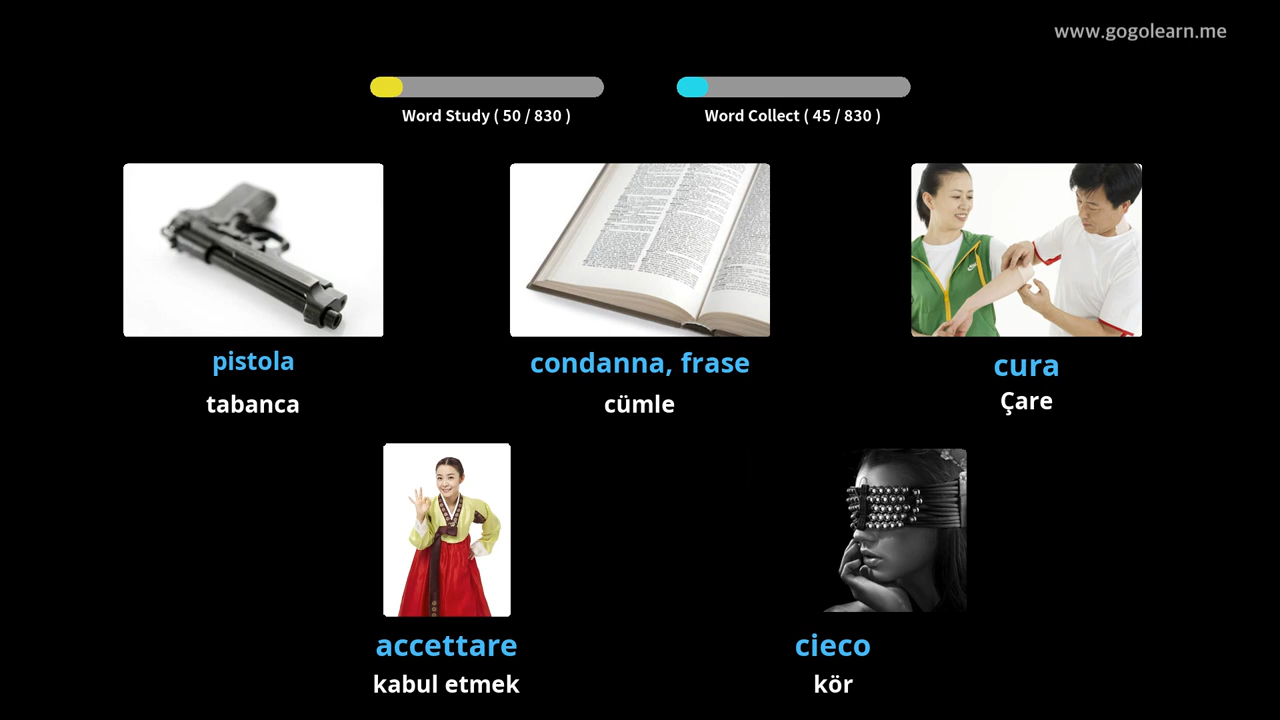 www.gogolearn.me
Word Study ( 50 / 830 )
Word Collect ( 45 / 830 )
pistola
tabanca
condanna, frase
cümle
cura
Çare
accettare
kabul etmek
cieco
kör